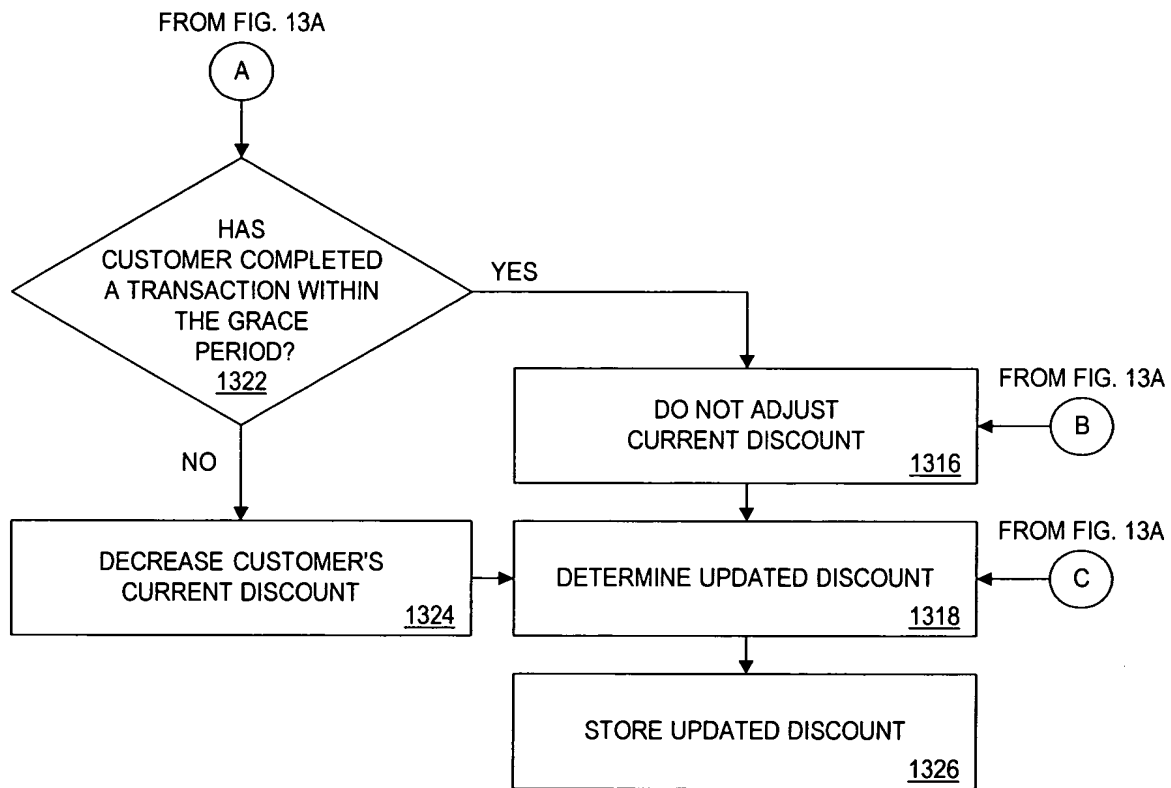 FROM FIG. 13A
A
HAS
CUSTOMER COMPLETED
A TRANSACTION WITHIN
THE GRACE
PERIOD?
1322
YES
NO
FROM FIG. 13A
DO NOT ADJUST
CURRENT DISCOUNT
1316
B
DECREASE CUSTOMER'S
CURRENT DISCOUNT
1324
FROM FIG. 13A
DETERMINE UPDATED DISCOUNT
1318
C
STORE UPDATED DISCOUNT
1326